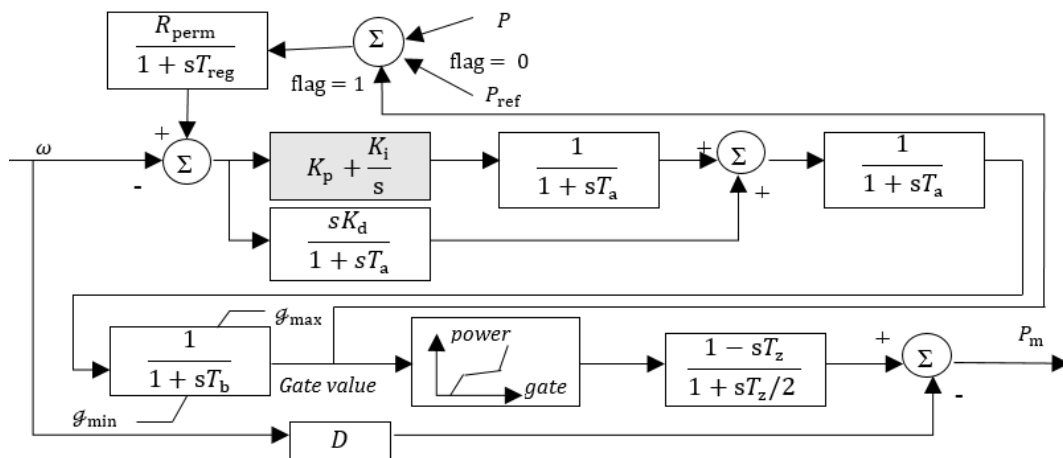 R_perm / 1 + sT_reg
Σ
P
flag = 0
flag = 1
P_ref
ω
+
-
Σ
K_p + K_i / s
1 / 1 + sT_a
+
Σ
+
1 / 1 + sT_a
sK_d / 1 + sT_a
g_max
1 / 1 + sT_b
g_min
Gate value
power
gate
1 − sT_z / 1 + sT_z/2
+
Σ
-
P_m
D